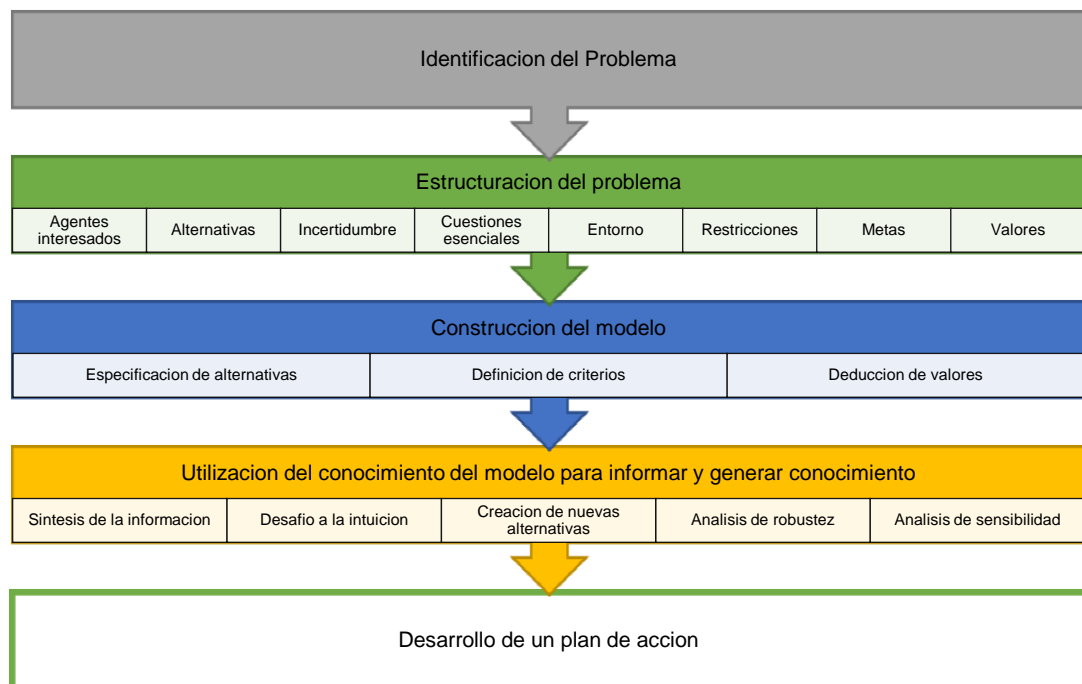 Identificacion del Problema
Estructuracion del problema
Agentes
interesados
Alternativas
Incertidumbre
Cuestiones
esenciales
Entorno
Restricciones
Metas
Valores
Construccion del modelo
Especificacion de alternativas
Definicion de criterios
Deduccion de valores
Utilizacion del conocimiento del modelo para informar y generar conocimiento
Sintesis de la informacion
Desafio a la intuicion
Creacion de nuevas
alternativas
Analisis de robustez
Analisis de sensibilidad
Desarrollo de un plan de accion